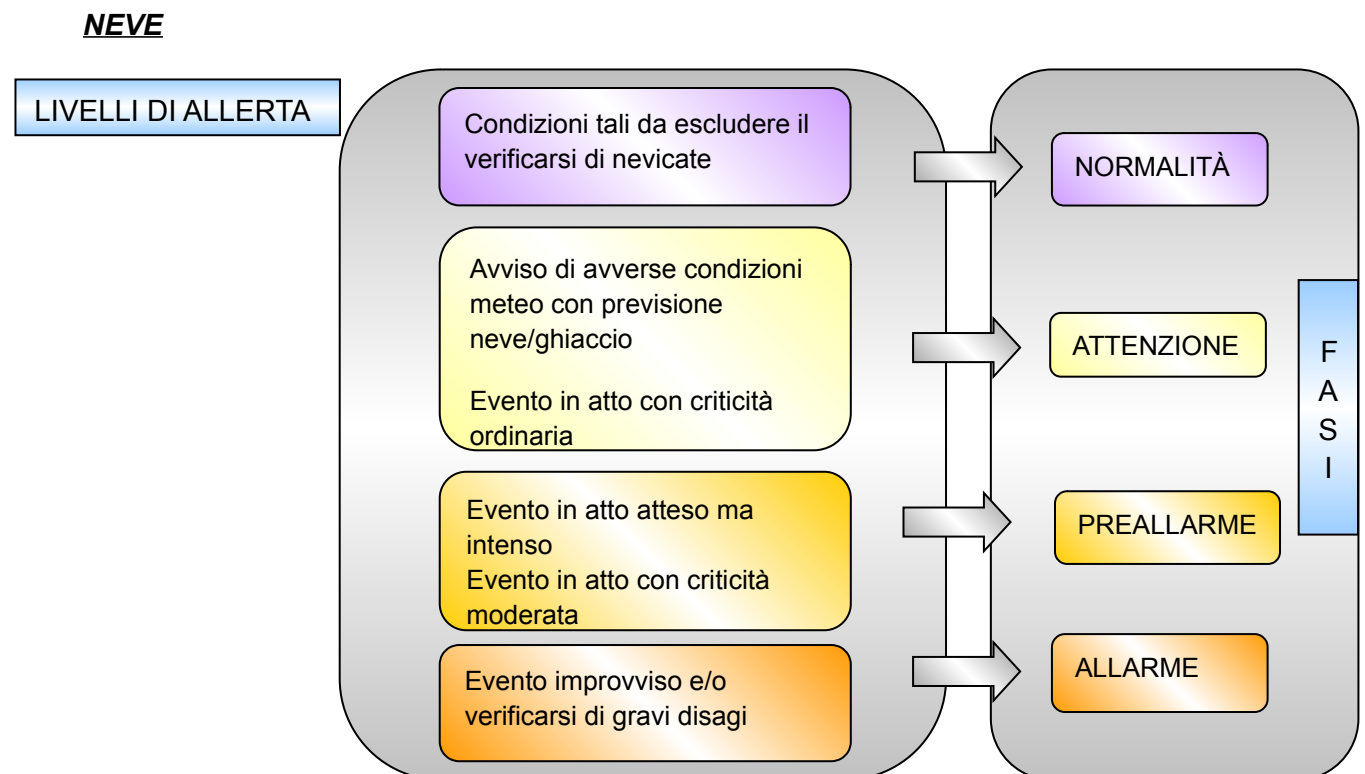 NEVE
LIVELLI DI ALLERTA
Condizioni tali da escludere il
verificarsi di nevicate
NORMALITÀ
Avviso di avverse condizioni
meteo con previsione
neve/ghiaccio
Evento in atto con criticità
ordinaria
ATTENZIONE
Evento in atto atteso ma
intenso
Evento in atto con criticità
moderata
PREALLARME
Evento improvviso e/o
verificarsi di gravi disagi
ALLARME
F
A
S
I